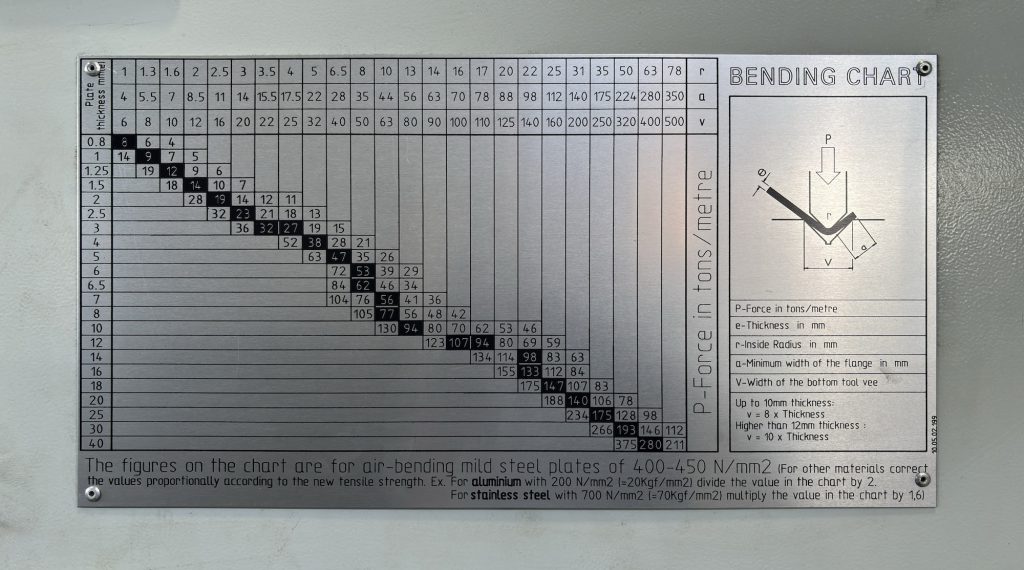 Plate thickness mm(e)
1 1.3 1.6 2 2.5 3 3.5 4 5 6.5 8 10 13 14 16 17 20 22 25 31 35 50 63 78 r
4 5.5 7 8.5 11 14 15.5 17.5 22 28 35 44 56 63 70 78 88 98 112 140 175 224 280 350 a
6 8 10 12 16 20 22 25 32 40 50 63 80 90 100 110 125 140 160 200 250 320 400 500 v
0.8 8 6 4
1 14 9 7 5
1.25 19 12 9 6
1.5 18 14 10 7
2 28 19 14 12 11
2.5 32 23 21 18 13
3 36 32 27 19 15
4 52 38 28 21
5 63 47 35 26
6 72 53 39 29
6.5 84 62 46 34
7 104 76 56 41 36
8 105 77 56 48 42
10 130 94 80 70 62 53 46
12 123 107 94 80 69 59
14 134 114 98 83 63
16 155 133 112 84
18 175 147 107 83
20 188 140 106 78
25 234 175 128 98
30 266 193 146 112
40 375 280 211
P-Force in tons/metre
BENDING CHART
P
e
r
a
V
P-Force in tons/metre
e-Thickness in mm
r-Inside Radius in mm
a-Minimum width of the flange in mm
V-Width of the bottom tool vee
Up to 10mm thickness:
v = 8 x Thickness
Higher than 12mm thickness :
v = 10 x Thickness
10.05.02.199
The figures on the chart are for air-bending mild steel plates of 400-450 N/mm2 (For other materials correct
the values proportionally according to the new tensile strength. Ex. For aluminium with 200 N/mm2 (=20Kgf/mm2) divide the value in the chart by 2.
For stainless steel with 700 N/mm2 (=70Kgf/mm2) multiply the value in the chart by 1,6)